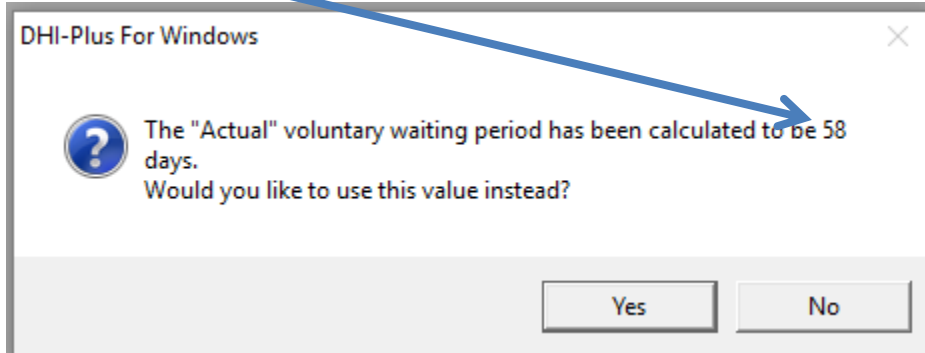 DHI-Plus For Windows
The "Actual" voluntary waiting period has been calculated to be 58
days.
Would you like to use this value instead?
Yes
No